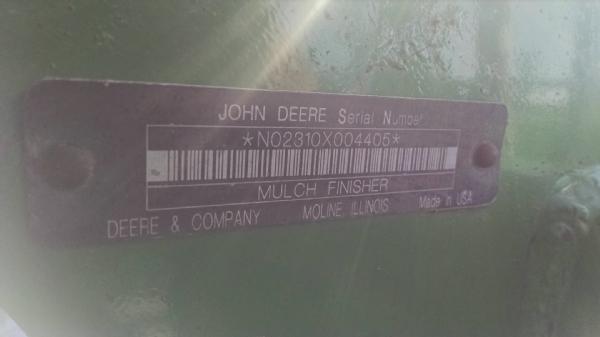 JOHN DEERE Serial Number
*N02310X004405*
MULCH FINISHER
DEERE & COMPANY MOLINE, ILLINOIS Made in USA